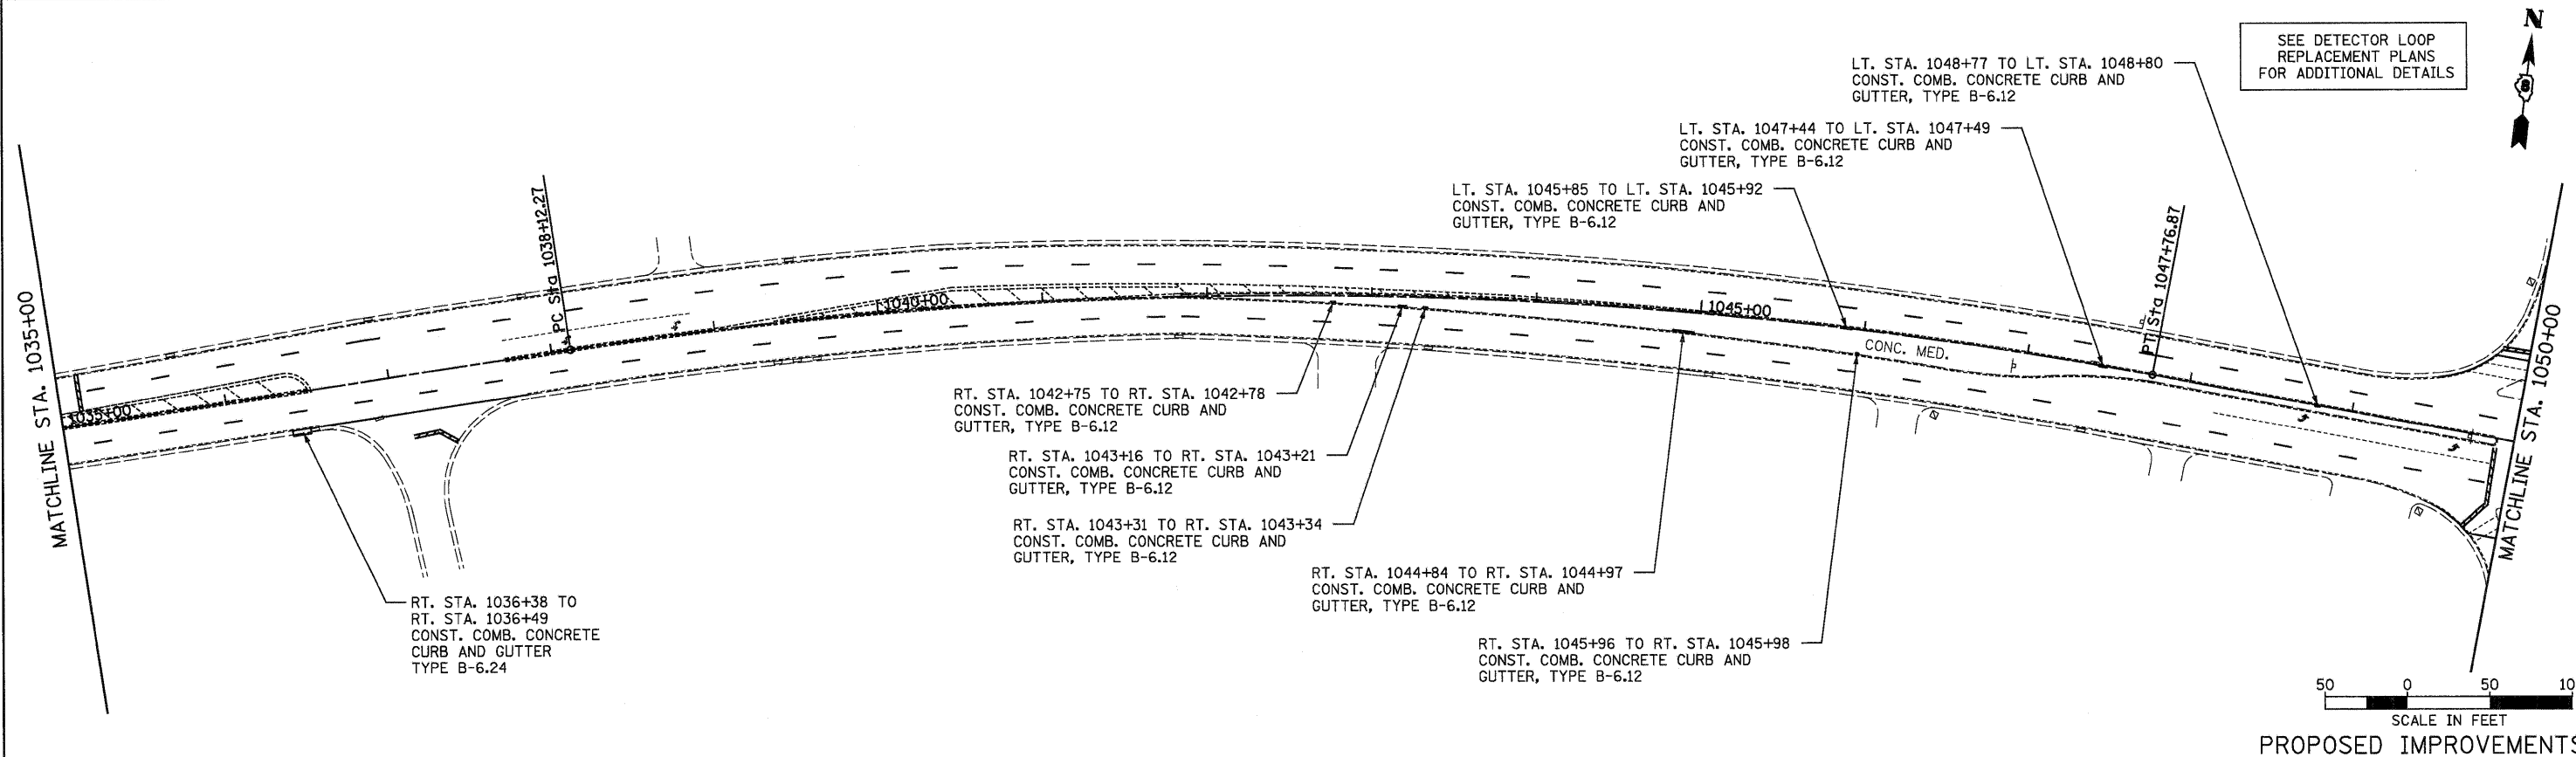 SEE DETECTOR LOOP
REPLACEMENT PLANS
FOR ADDITIONAL DETAILS
N
LT. STA. 1048+77 TO LT. STA. 1048+80
CONST. COMB. CONCRETE CURB AND
GUTTER, TYPE B-6.12
LT. STA. 1047+44 TO LT. STA. 1047+49
CONST. COMB. CONCRETE CURB AND
GUTTER, TYPE B-6.12
LT. STA. 1045+85 TO LT. STA. 1045+92
CONST. COMB. CONCRETE CURB AND
GUTTER, TYPE B-6.12
MATCHLINE STA. 1035+00
1035+00
PC Sta 1038+12.27
1040+00
1045+00
CONC. MED.
PT Sta 1047+76.87
MATCHLINE STA. 1050+00
RT. STA. 1042+75 TO RT. STA. 1042+78
CONST. COMB. CONCRETE CURB AND
GUTTER, TYPE B-6.12
RT. STA. 1043+16 TO RT. STA. 1043+21
CONST. COMB. CONCRETE CURB AND
GUTTER, TYPE B-6.12
RT. STA. 1043+31 TO RT. STA. 1043+34
CONST. COMB. CONCRETE CURB AND
GUTTER, TYPE B-6.12
RT. STA. 1044+84 TO RT. STA. 1044+97
CONST. COMB. CONCRETE CURB AND
GUTTER, TYPE B-6.12
RT. STA. 1036+38 TO
RT. STA. 1036+49
CONST. COMB. CONCRETE
CURB AND GUTTER
TYPE B-6.24
RT. STA. 1045+96 TO RT. STA. 1045+98
CONST. COMB. CONCRETE CURB AND
GUTTER, TYPE B-6.12
50 0 50 10
SCALE IN FEET
PROPOSED IMPROVEMENTS